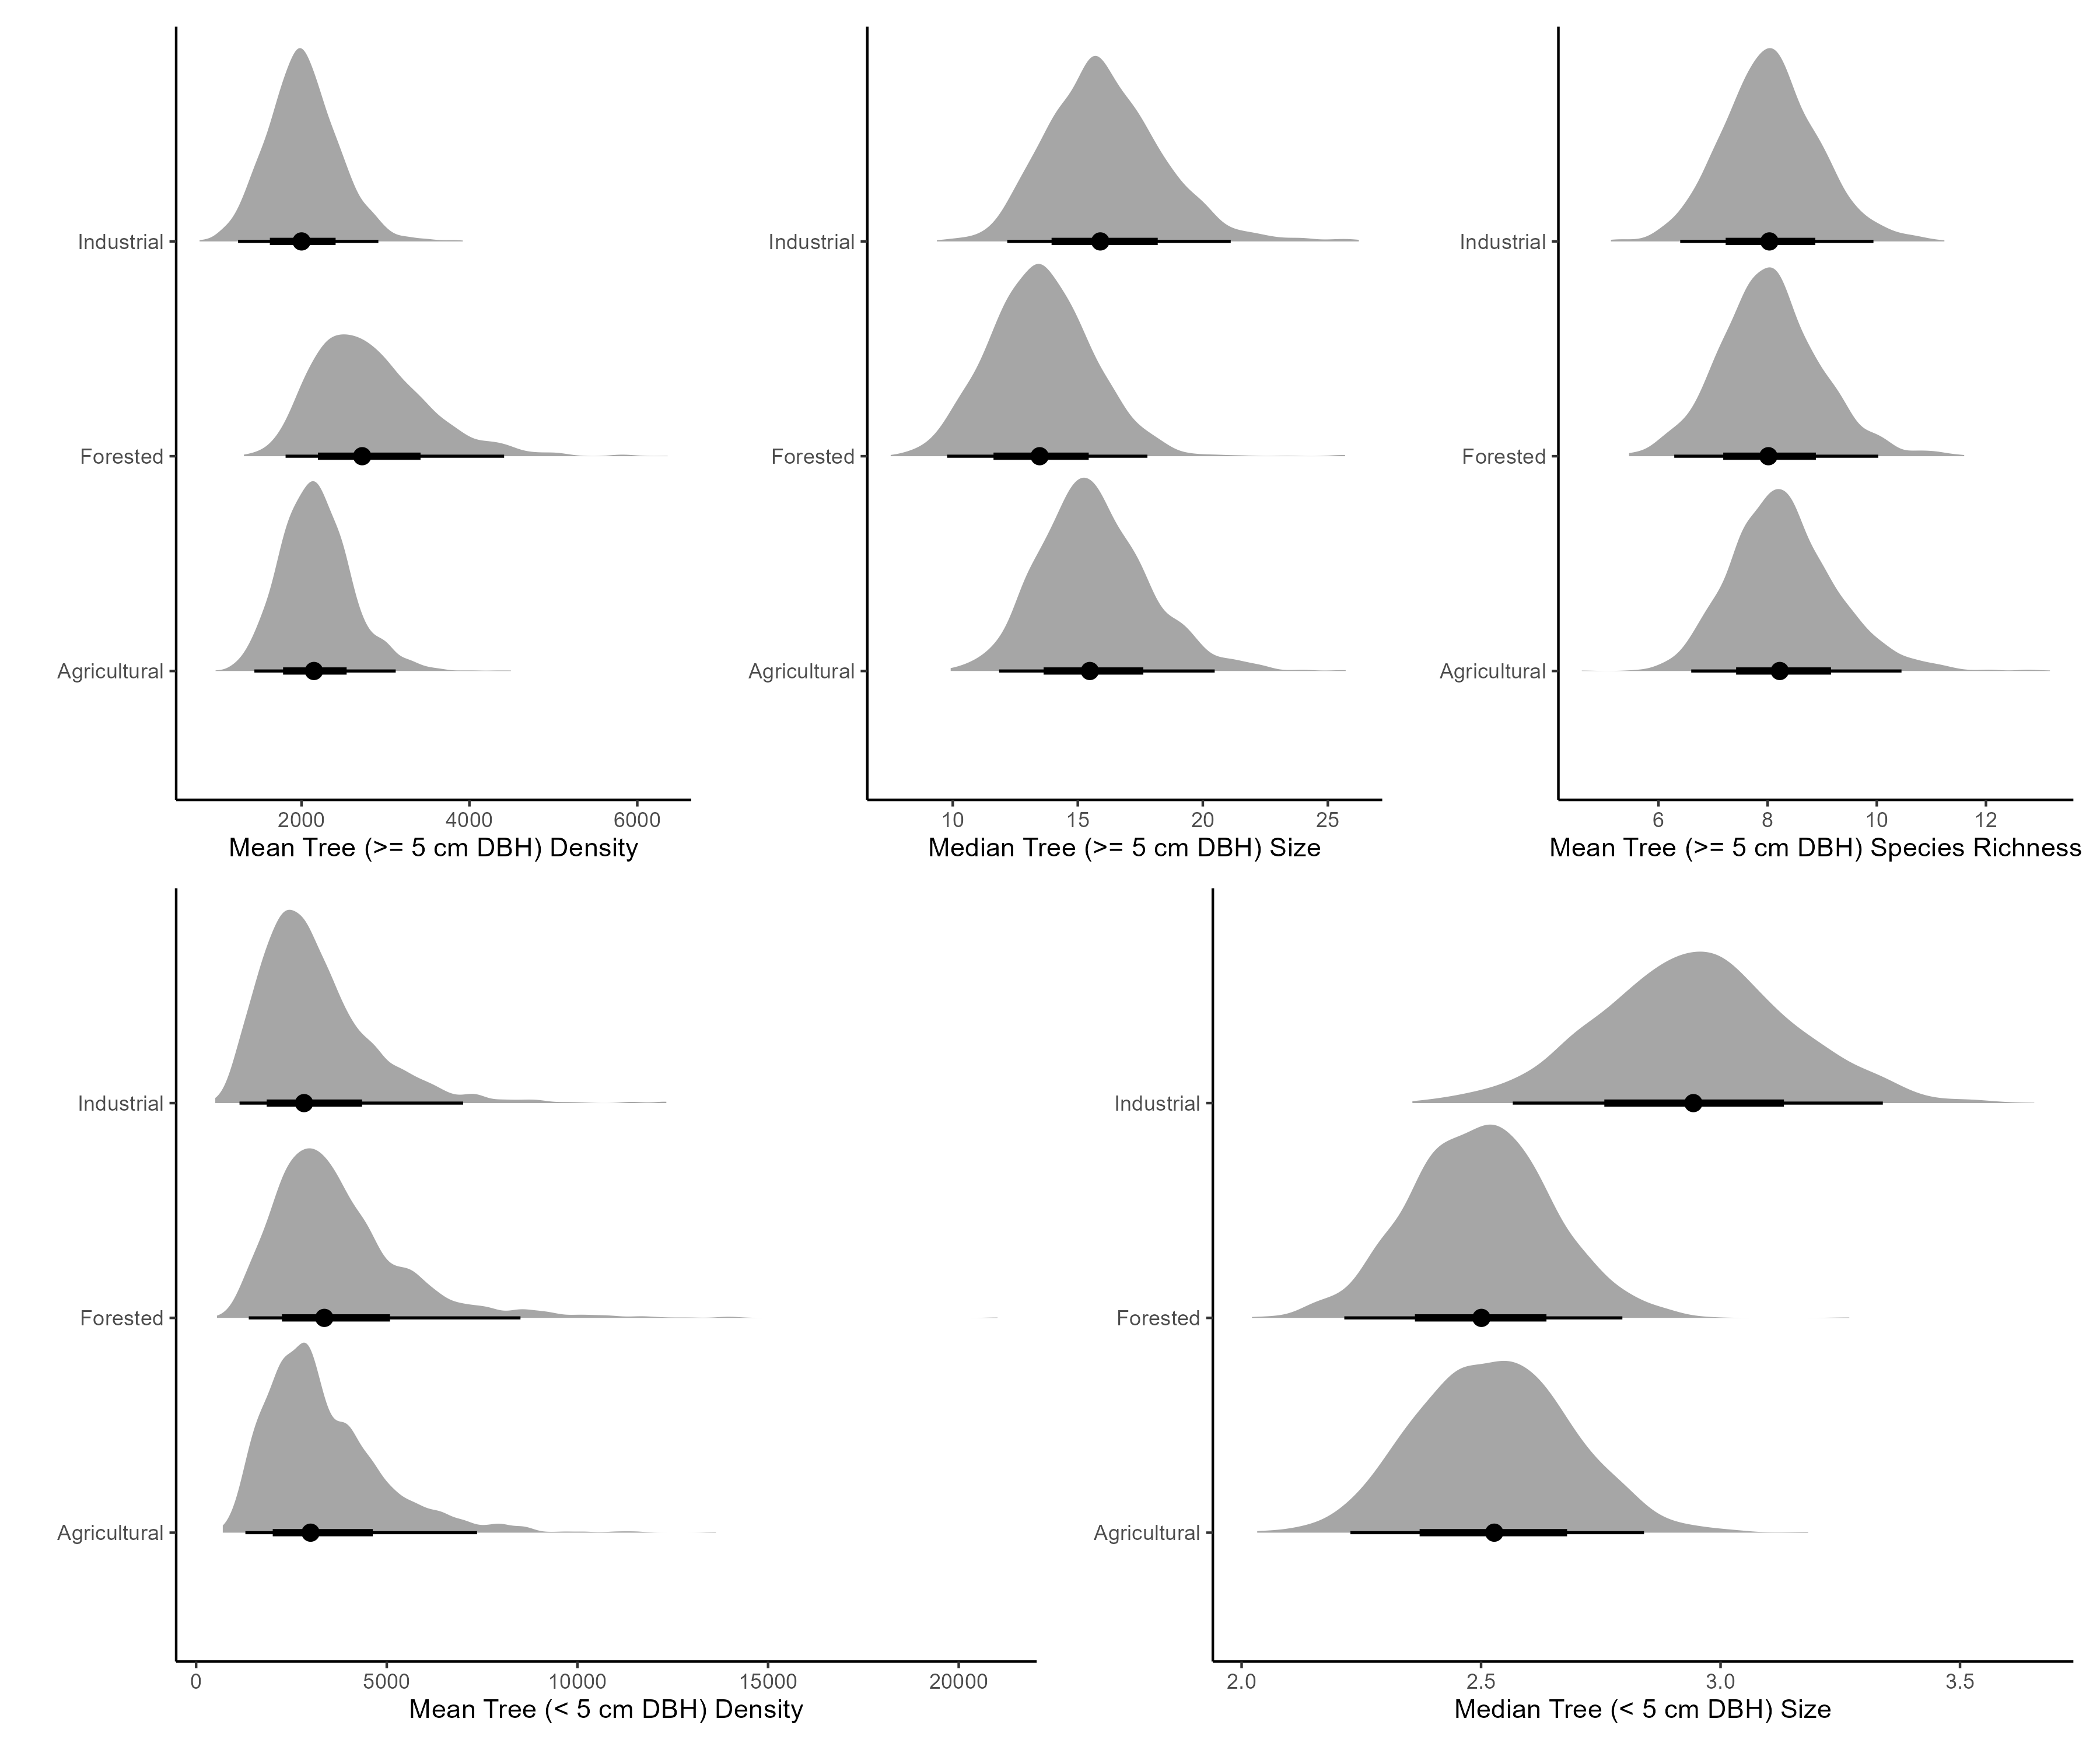 Industrial
Forested
Agricultural
2000 4000 6000
Mean Tree (>= 5 cm DBH) Density
Industrial
Forested
Agricultural
10 15 20 25
Median Tree (>= 5 cm DBH) Size
Industrial
Forested
Agricultural
6 8 10 12
Mean Tree (>= 5 cm DBH) Species Richness
Industrial
Forested
Agricultural
0 5000 10000 15000 20000
Mean Tree (< 5 cm DBH) Density
Industrial
Forested
Agricultural
2.0 2.5 3.0 3.5
Median Tree (< 5 cm DBH) Size